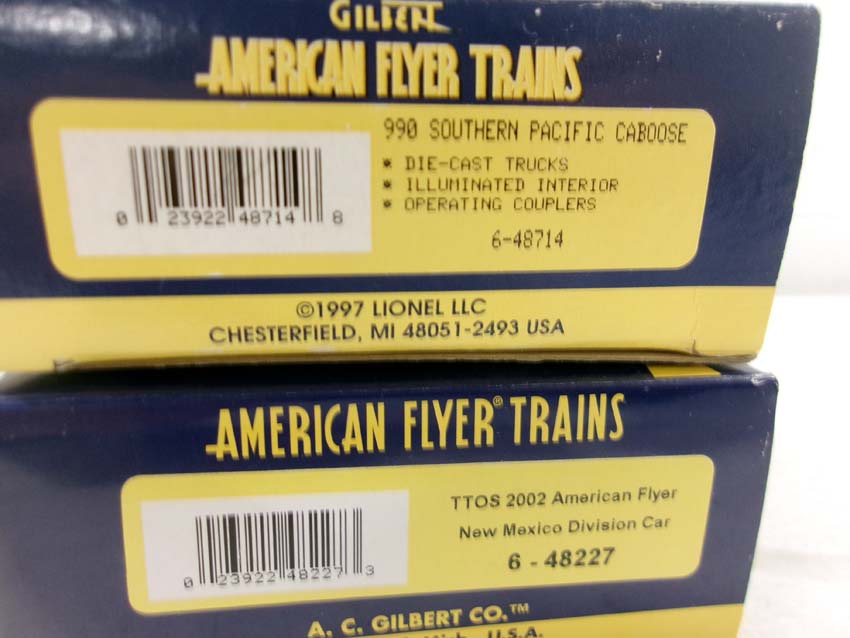 GILBERT
AMERICAN FLYER TRAINS
990 SOUTHERN PACIFIC CABOOSE
* DIE-CAST TRUCKS
* ILLUMINATED INTERIOR
* OPERATING COUPLERS
0 23922 48714 8
6-48714
©1997 LIONEL LLC
CHESTERFIELD, MI 48051-2493 USA
AMERICAN FLYER® TRAINS
TTOS 2002 American Flyer
New Mexico Division Car
6 - 48227
0 23922 48227 3
A. C. GILBERT CO.™
U.S.A.